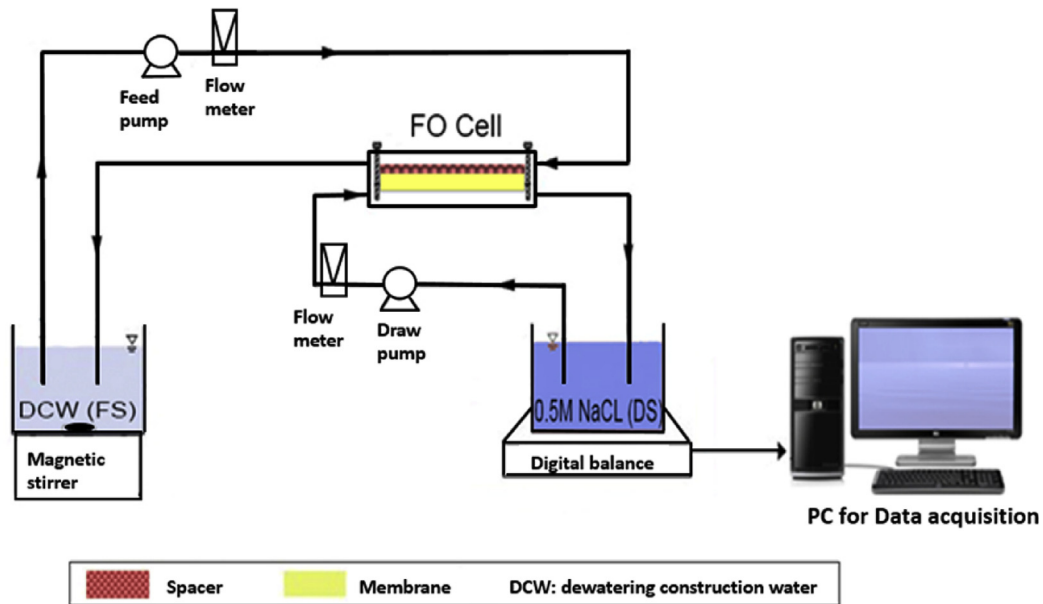 Feed
pump
Flow
meter
FO Cell
Flow
meter
Draw
pump
DCW (FS)
0.5M NaCL (DS)
Magnetic
stirrer
Digital balance
PC for Data acquisition
Spacer
Membrane
DCW: dewatering construction water